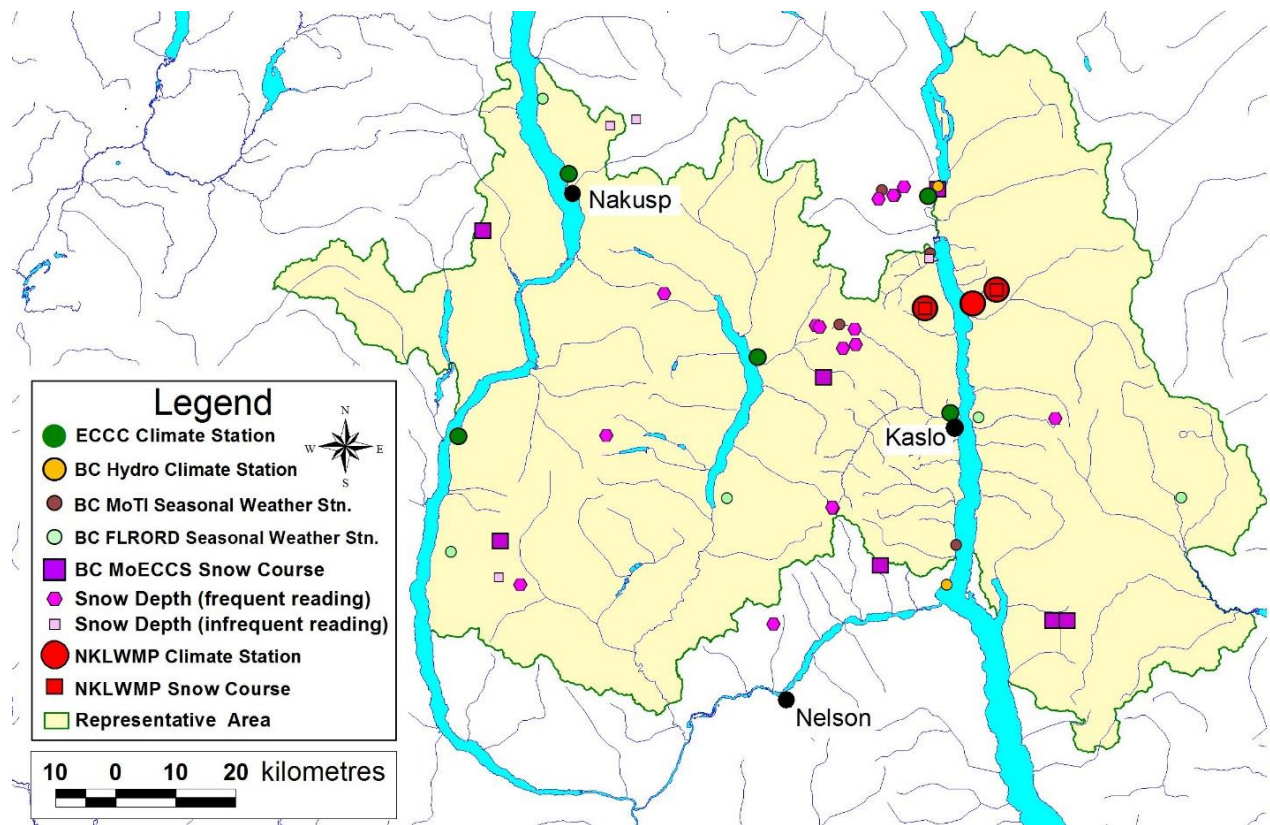 Nakusp
Kaslo
Nelson
Legend
N
W E
S
ECCC Climate Station
BC Hydro Climate Station
BC MoTI Seasonal Weather Stn.
BC FLRORD Seasonal Weather Stn.
BC MoECCS Snow Course
Snow Depth (frequent reading)
Snow Depth (infrequent reading)
NKLWMP Climate Station
NKLWMP Snow Course
Representative Area
10 0 10 20 kilometres